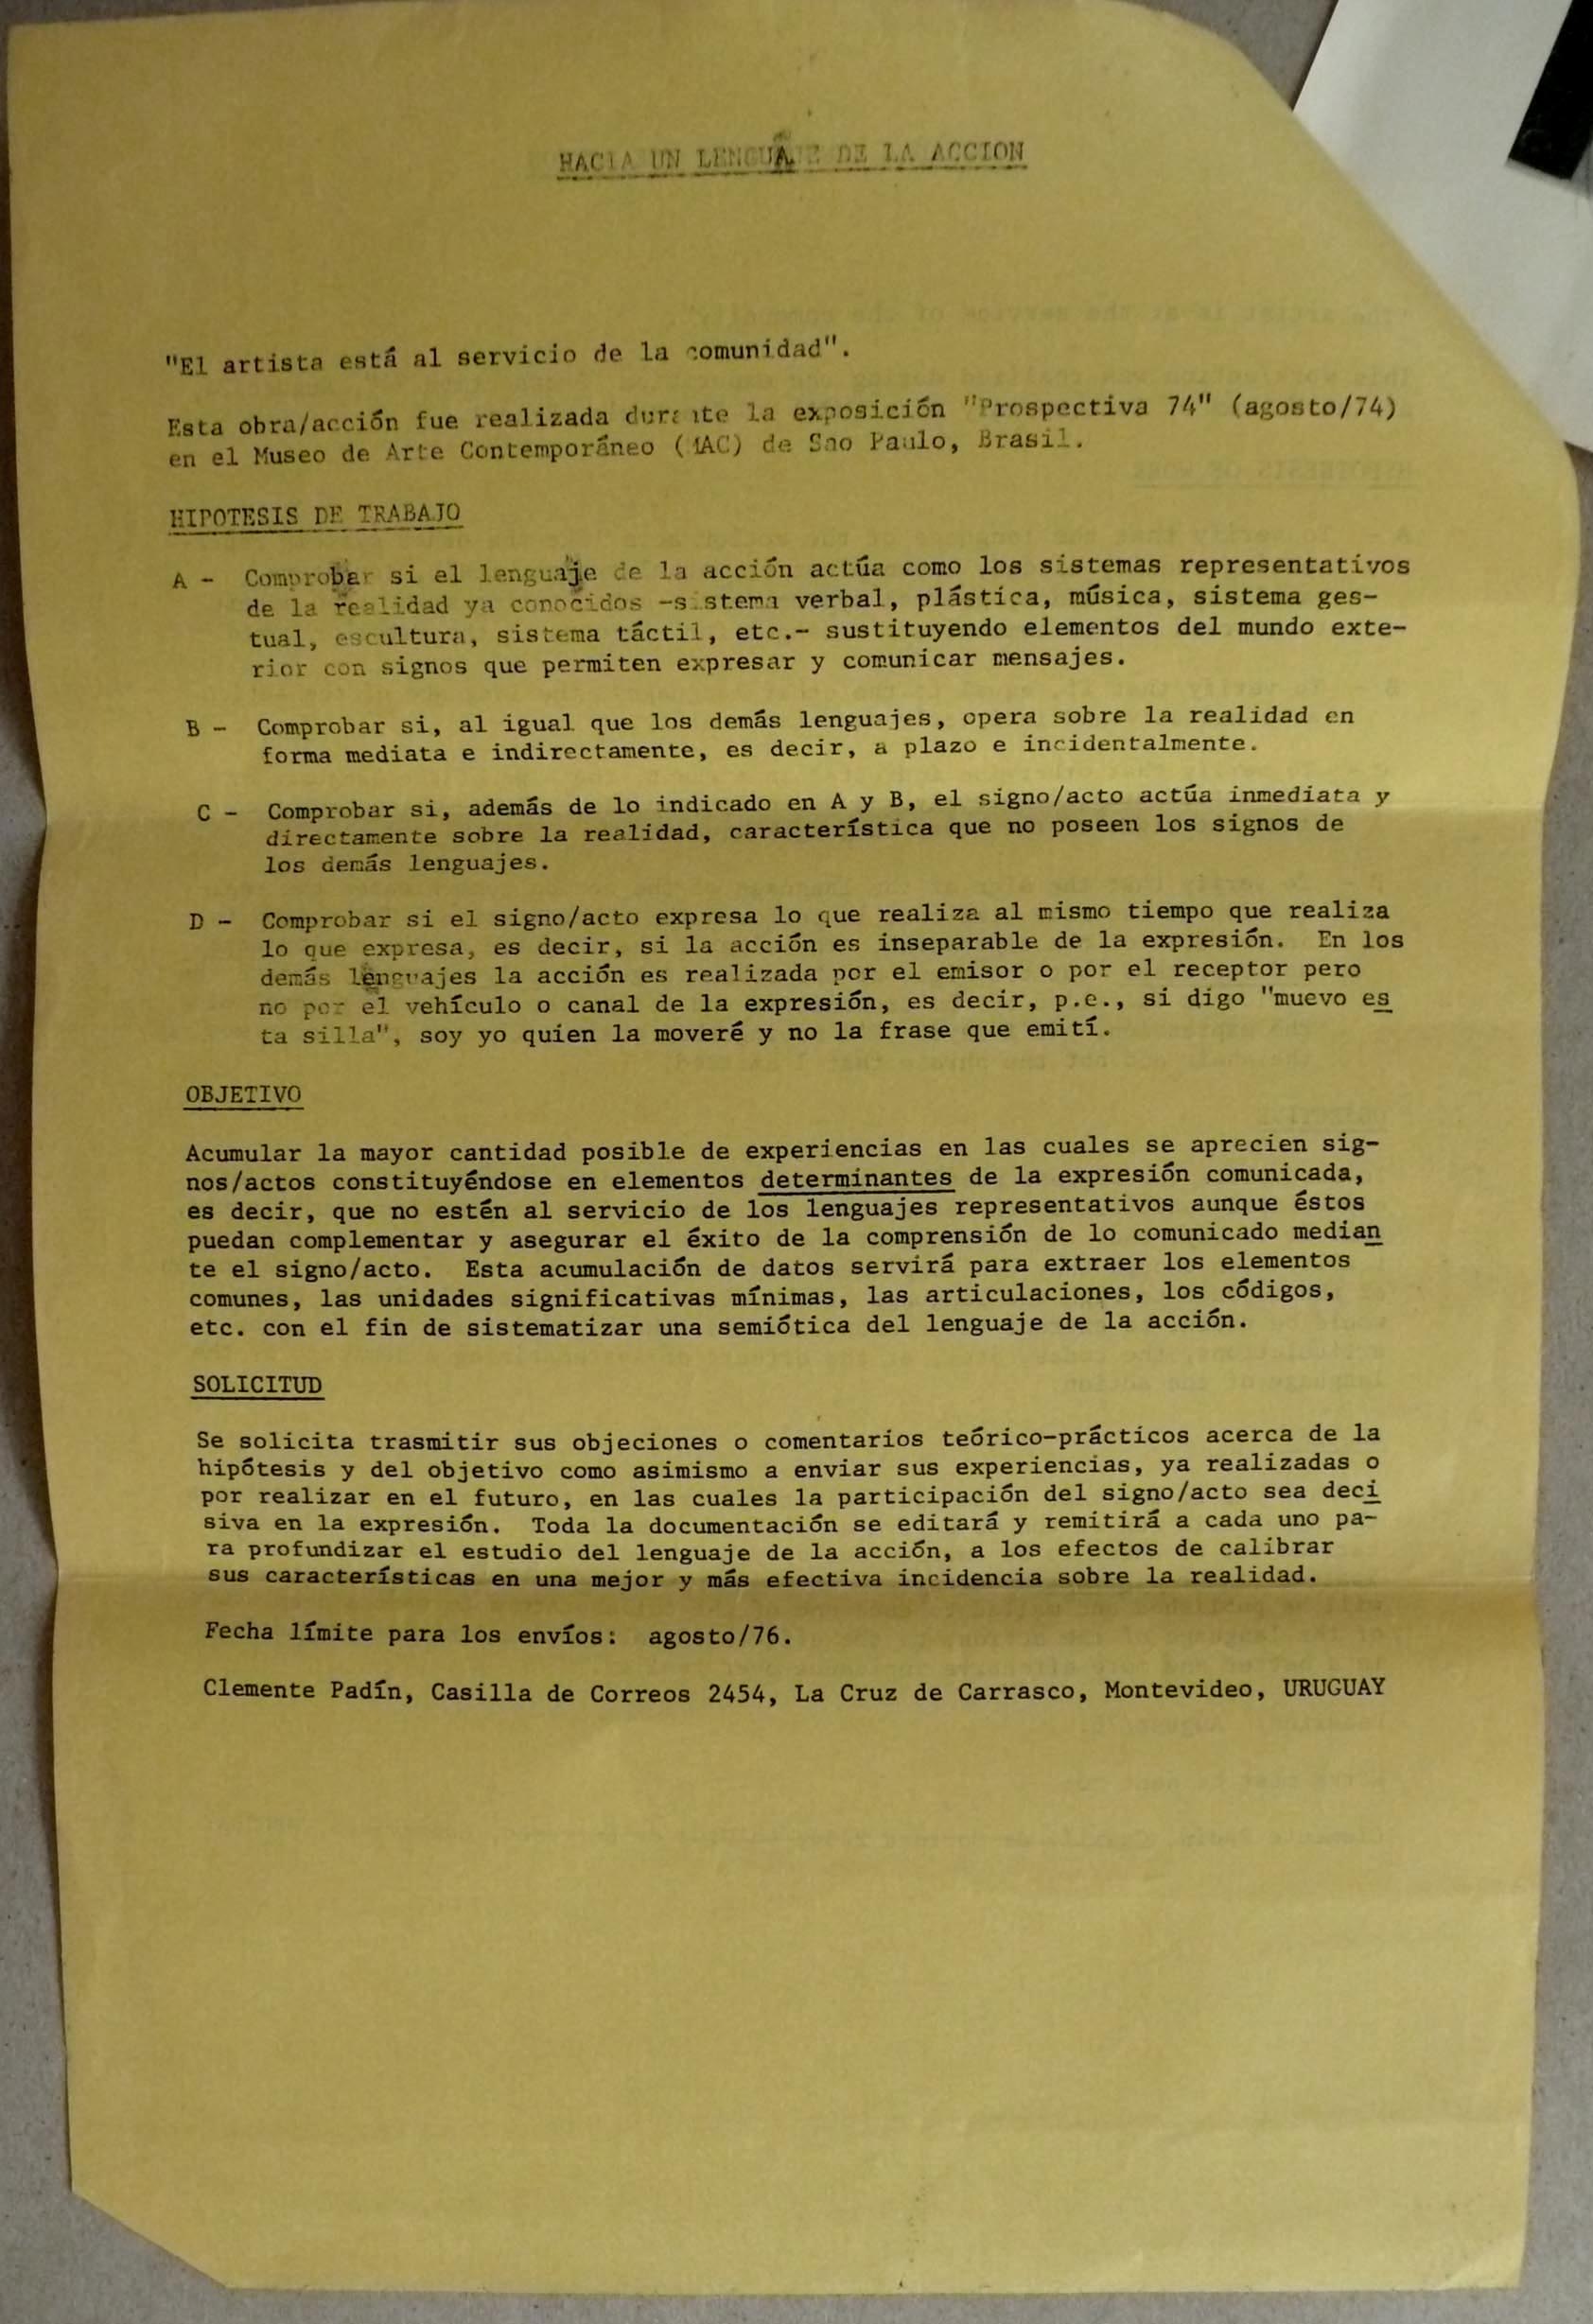 HACIA UN LENGUAJE DE LA ACCION
"El artista está al servicio de la comunidad".
Esta obra/acción fue realizada durante la exposición "Prospectiva 74" (agosto/74)
en el Museo de Arte Contemporáneo (MAC) de Sao Paulo, Brasil.
HIPOTESIS DE TRABAJO
A - Comprobar si el lenguaje de la acción actúa como los sistemas representativos
de la realidad ya conocidos -sistema verbal, plástica, música, sistema ges-
tual, escultura, sistema táctil, etc.- sustituyendo elementos del mundo exte-
rior con signos que permiten expresar y comunicar mensajes.
B - Comprobar si, al igual que los demás lenguajes, opera sobre la realidad en
forma mediata e indirectamente, es decir, a plazo e incidentalmente.
C - Comprobar si, además de lo indicado en A y B, el signo/acto actúa inmediata y
directamente sobre la realidad, característica que no poseen los signos de
los demás lenguajes.
D - Comprobar si el signo/acto expresa lo que realiza al mismo tiempo que realiza
lo que expresa, es decir, si la acción es inseparable de la expresión. En los
demás lenguajes la acción es realizada por el emisor o por el receptor pero
no por el vehículo o canal de la expresión, es decir, p.e., si digo "muevo es
ta silla", soy yo quien la moveré y no la frase que emití.
OBJETIVO
Acumular la mayor cantidad posible de experiencias en las cuales se aprecien sig-
nos/actos constituyéndose en elementos determinantes de la expresión comunicada,
es decir, que no estén al servicio de los lenguajes representativos aunque éstos
puedan complementar y asegurar el éxito de la comprensión de lo comunicado median
te el signo/acto. Esta acumulación de datos servirá para extraer los elementos
comunes, las unidades significativas mínimas, las articulaciones, los códigos,
etc. con el fin de sistematizar una semiótica del lenguaje de la acción.
SOLICITUD
Se solicita trasmitir sus objeciones o comentarios teórico-prácticos acerca de la
hipótesis y del objetivo como asimismo a enviar sus experiencias, ya realizadas o
por realizar en el futuro, en las cuales la participación del signo/acto sea deci
siva en la expresión. Toda la documentación se editará y remitirá a cada uno pa-
ra profundizar el estudio del lenguaje de la acción, a los efectos de calibrar
sus características en una mejor y más efectiva incidencia sobre la realidad.
Fecha límite para los envíos: agosto/76.
Clemente Padín, Casilla de Correos 2454, La Cruz de Carrasco, Montevideo, URUGUAY